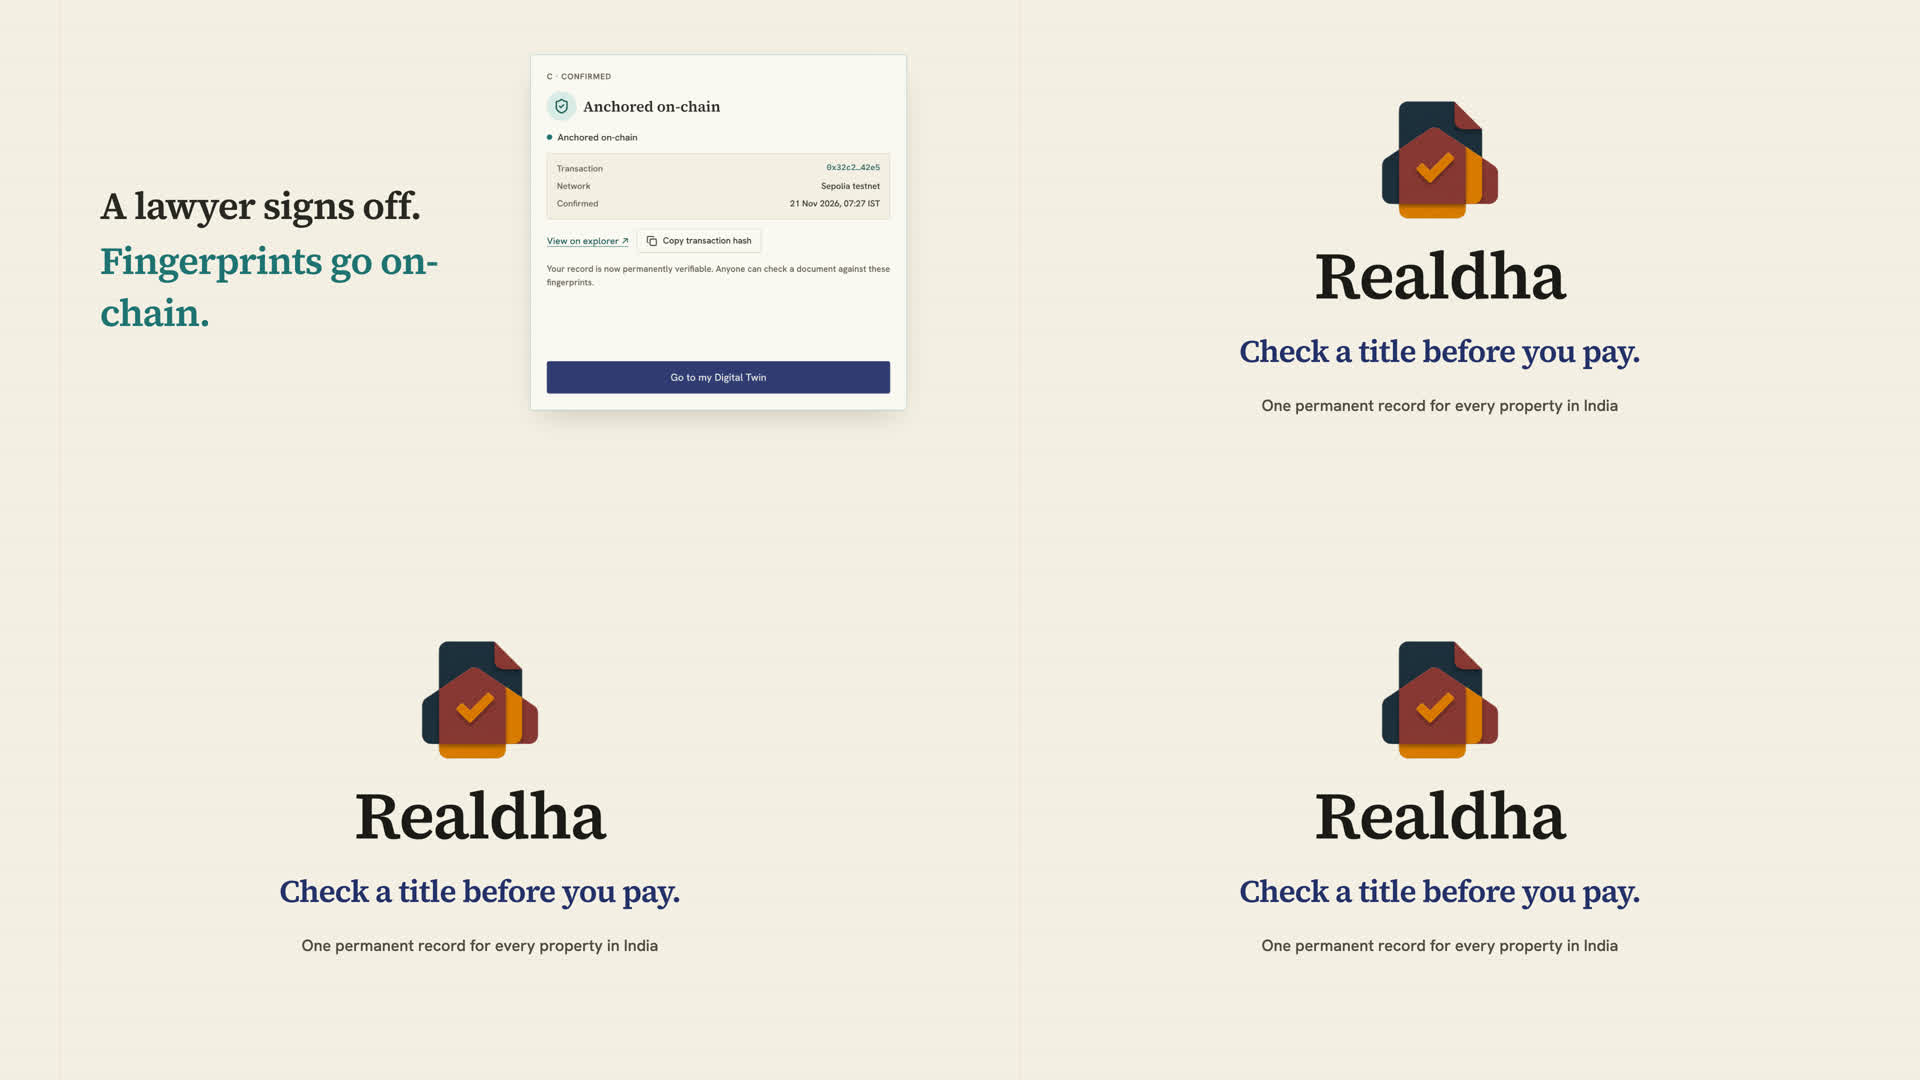 A lawyer signs off.
Fingerprints go on-
chain.
C · CONFIRMED
Anchored on-chain
Anchored on-chain
Transaction 0x32c2…42e5
Network Sepolia testnet
Confirmed 21 Nov 2026, 07:27 IST
View on explorer ↗ Copy transaction hash
Your record is now permanently verifiable. Anyone can check a document against these
fingerprints.
Go to my Digital Twin
Realdha
Check a title before you pay.
One permanent record for every property in India
Realdha
Check a title before you pay.
One permanent record for every property in India
Realdha
Check a title before you pay.
One permanent record for every property in India